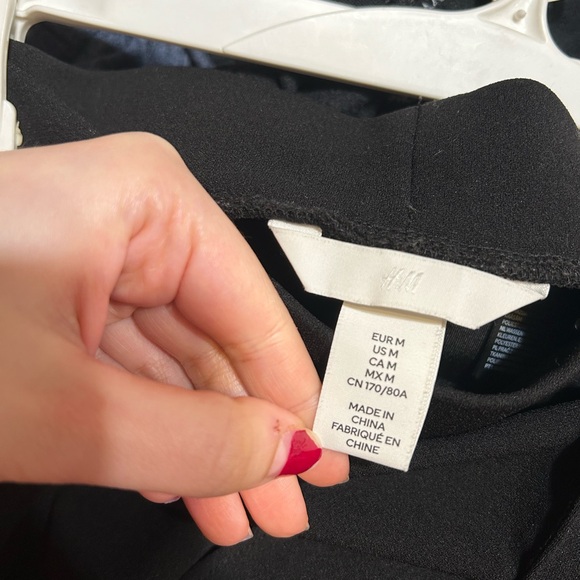 H&M
EUR M
US M
CA M
MX M
CN 170/80A
MADE IN
CHINA
FABRIQUÉ EN
CHINE